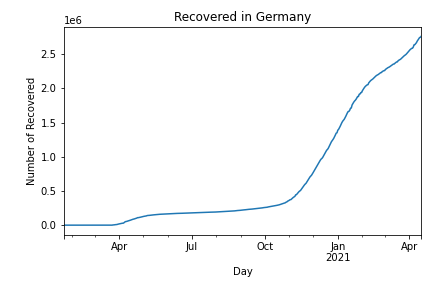 Recovered in Germany
1e6
2.5
2.0
1.5
1.0
0.5
0.0
Number of Recovered
Apr
Jul
Oct
Jan
2021
Apr
Day